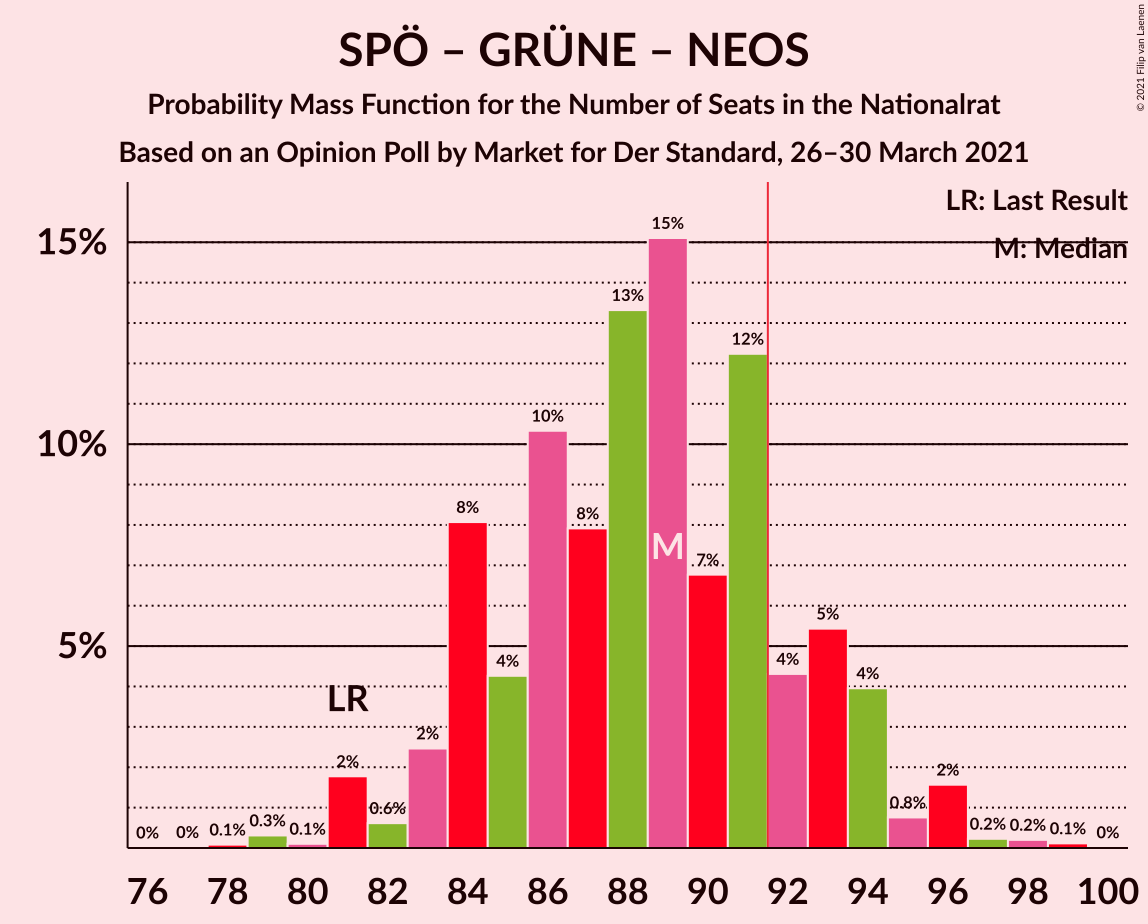 SPÖ – GRÜNE – NEOS
Probability Mass Function for the Number of Seats in the Nationalrat
Based on an Opinion Poll by Market for Der Standard, 26–30 March 2021
© 2021 Filip van Laenen
LR: Last Result
M: Median
15%
10%
5%
0% 0% 0.1% 0.3% 0.1% 2% 0.6% 2% 8% 4% 10% 8% 13% 15% 7% 12% 4% 5% 4% 0.8% 2% 0.2% 0.2% 0.1% 0%
LR
M
76 78 80 82 84 86 88 90 92 94 96 98 100